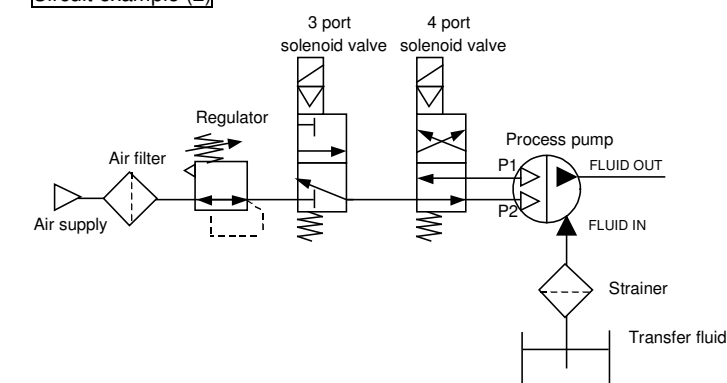 Circuit example (2)
3 port
solenoid valve
4 port
solenoid valve
Regulator
Air filter
Air supply
Process pump
P1
P2
FLUID OUT
FLUID IN
Strainer
Transfer fluid